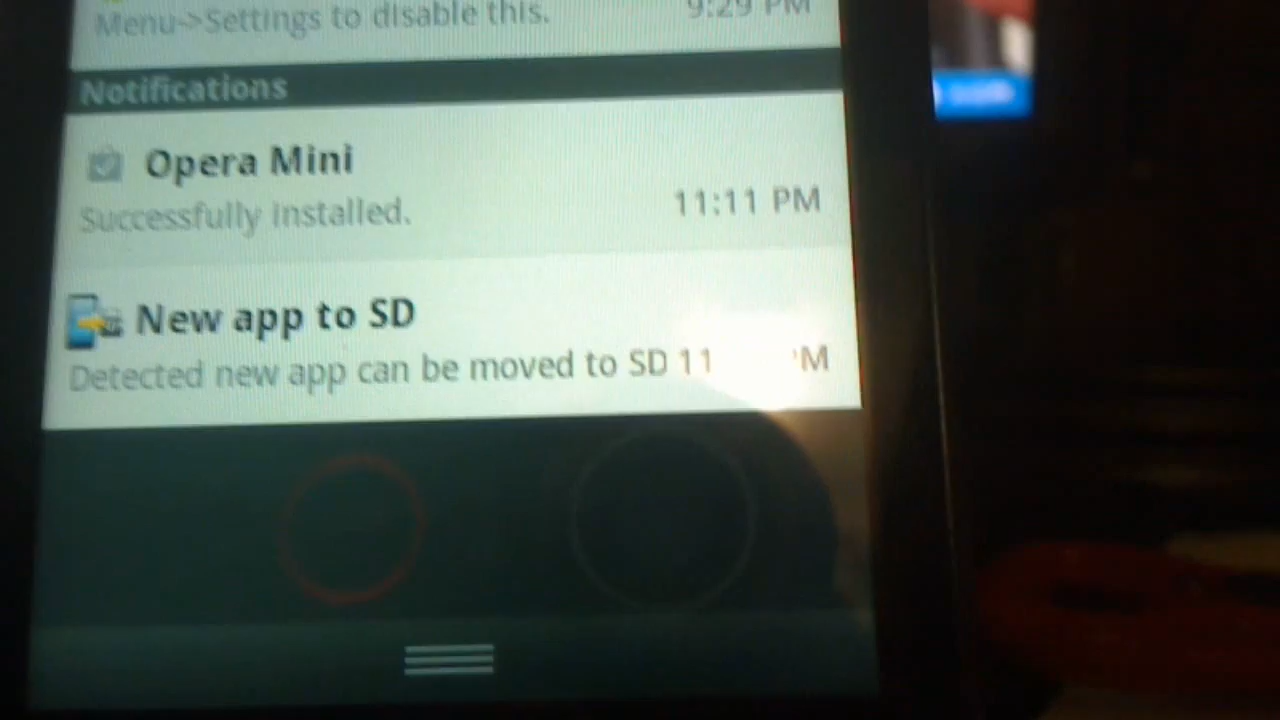 Menu->Settings to disable this. 9:29 PM
Notifications
Opera Mini
Successfully installed. 11:11 PM
New app to SD
Detected new app can be moved to SD 11 'M